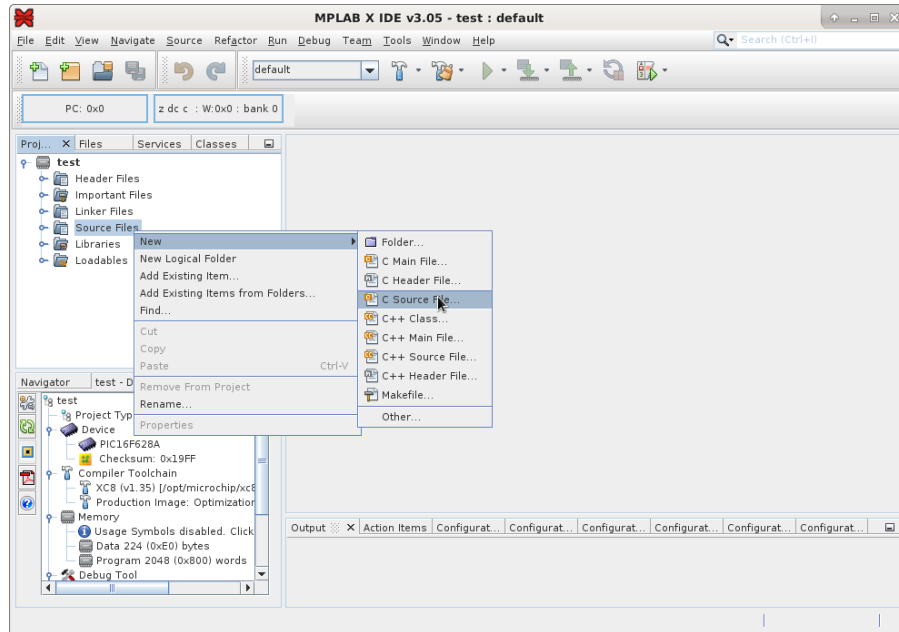 MPLAB X IDE v3.05 - test : default
File Edit View Navigate Source Refactor Run Debug Team Tools Window Help
Search (Ctrl+I)
default
PC: 0x0
z dc c : W:0x0 : bank 0
Proj... X Files Services Classes
test
Header Files
Important Files
Linker Files
Source Files
Libraries
Loadables
New
New Logical Folder
Add Existing Item...
Add Existing Items from Folders...
Find...
Cut
Copy
Paste Ctrl-V
Remove From Project
Rename...
Properties
Folder...
C Main File...
C Header File...
C Source File...
C++ Class...
C++ Main File...
C++ Source File...
C++ Header File...
Makefile...
Other...
Navigator test - D
test
Project Typ
Device
PIC16F628A
Checksum: 0x19FF
Compiler Toolchain
XC8 (v1.35) [/opt/microchip/xc8
Production Image: Optimization
Memory
Usage Symbols disabled. Click
Data 224 (0xE0) bytes
Program 2048 (0x800) words
Debug Tool
Output X Action Items Configurat... Configurat... Configurat... Configurat... Configurat... Configurat...